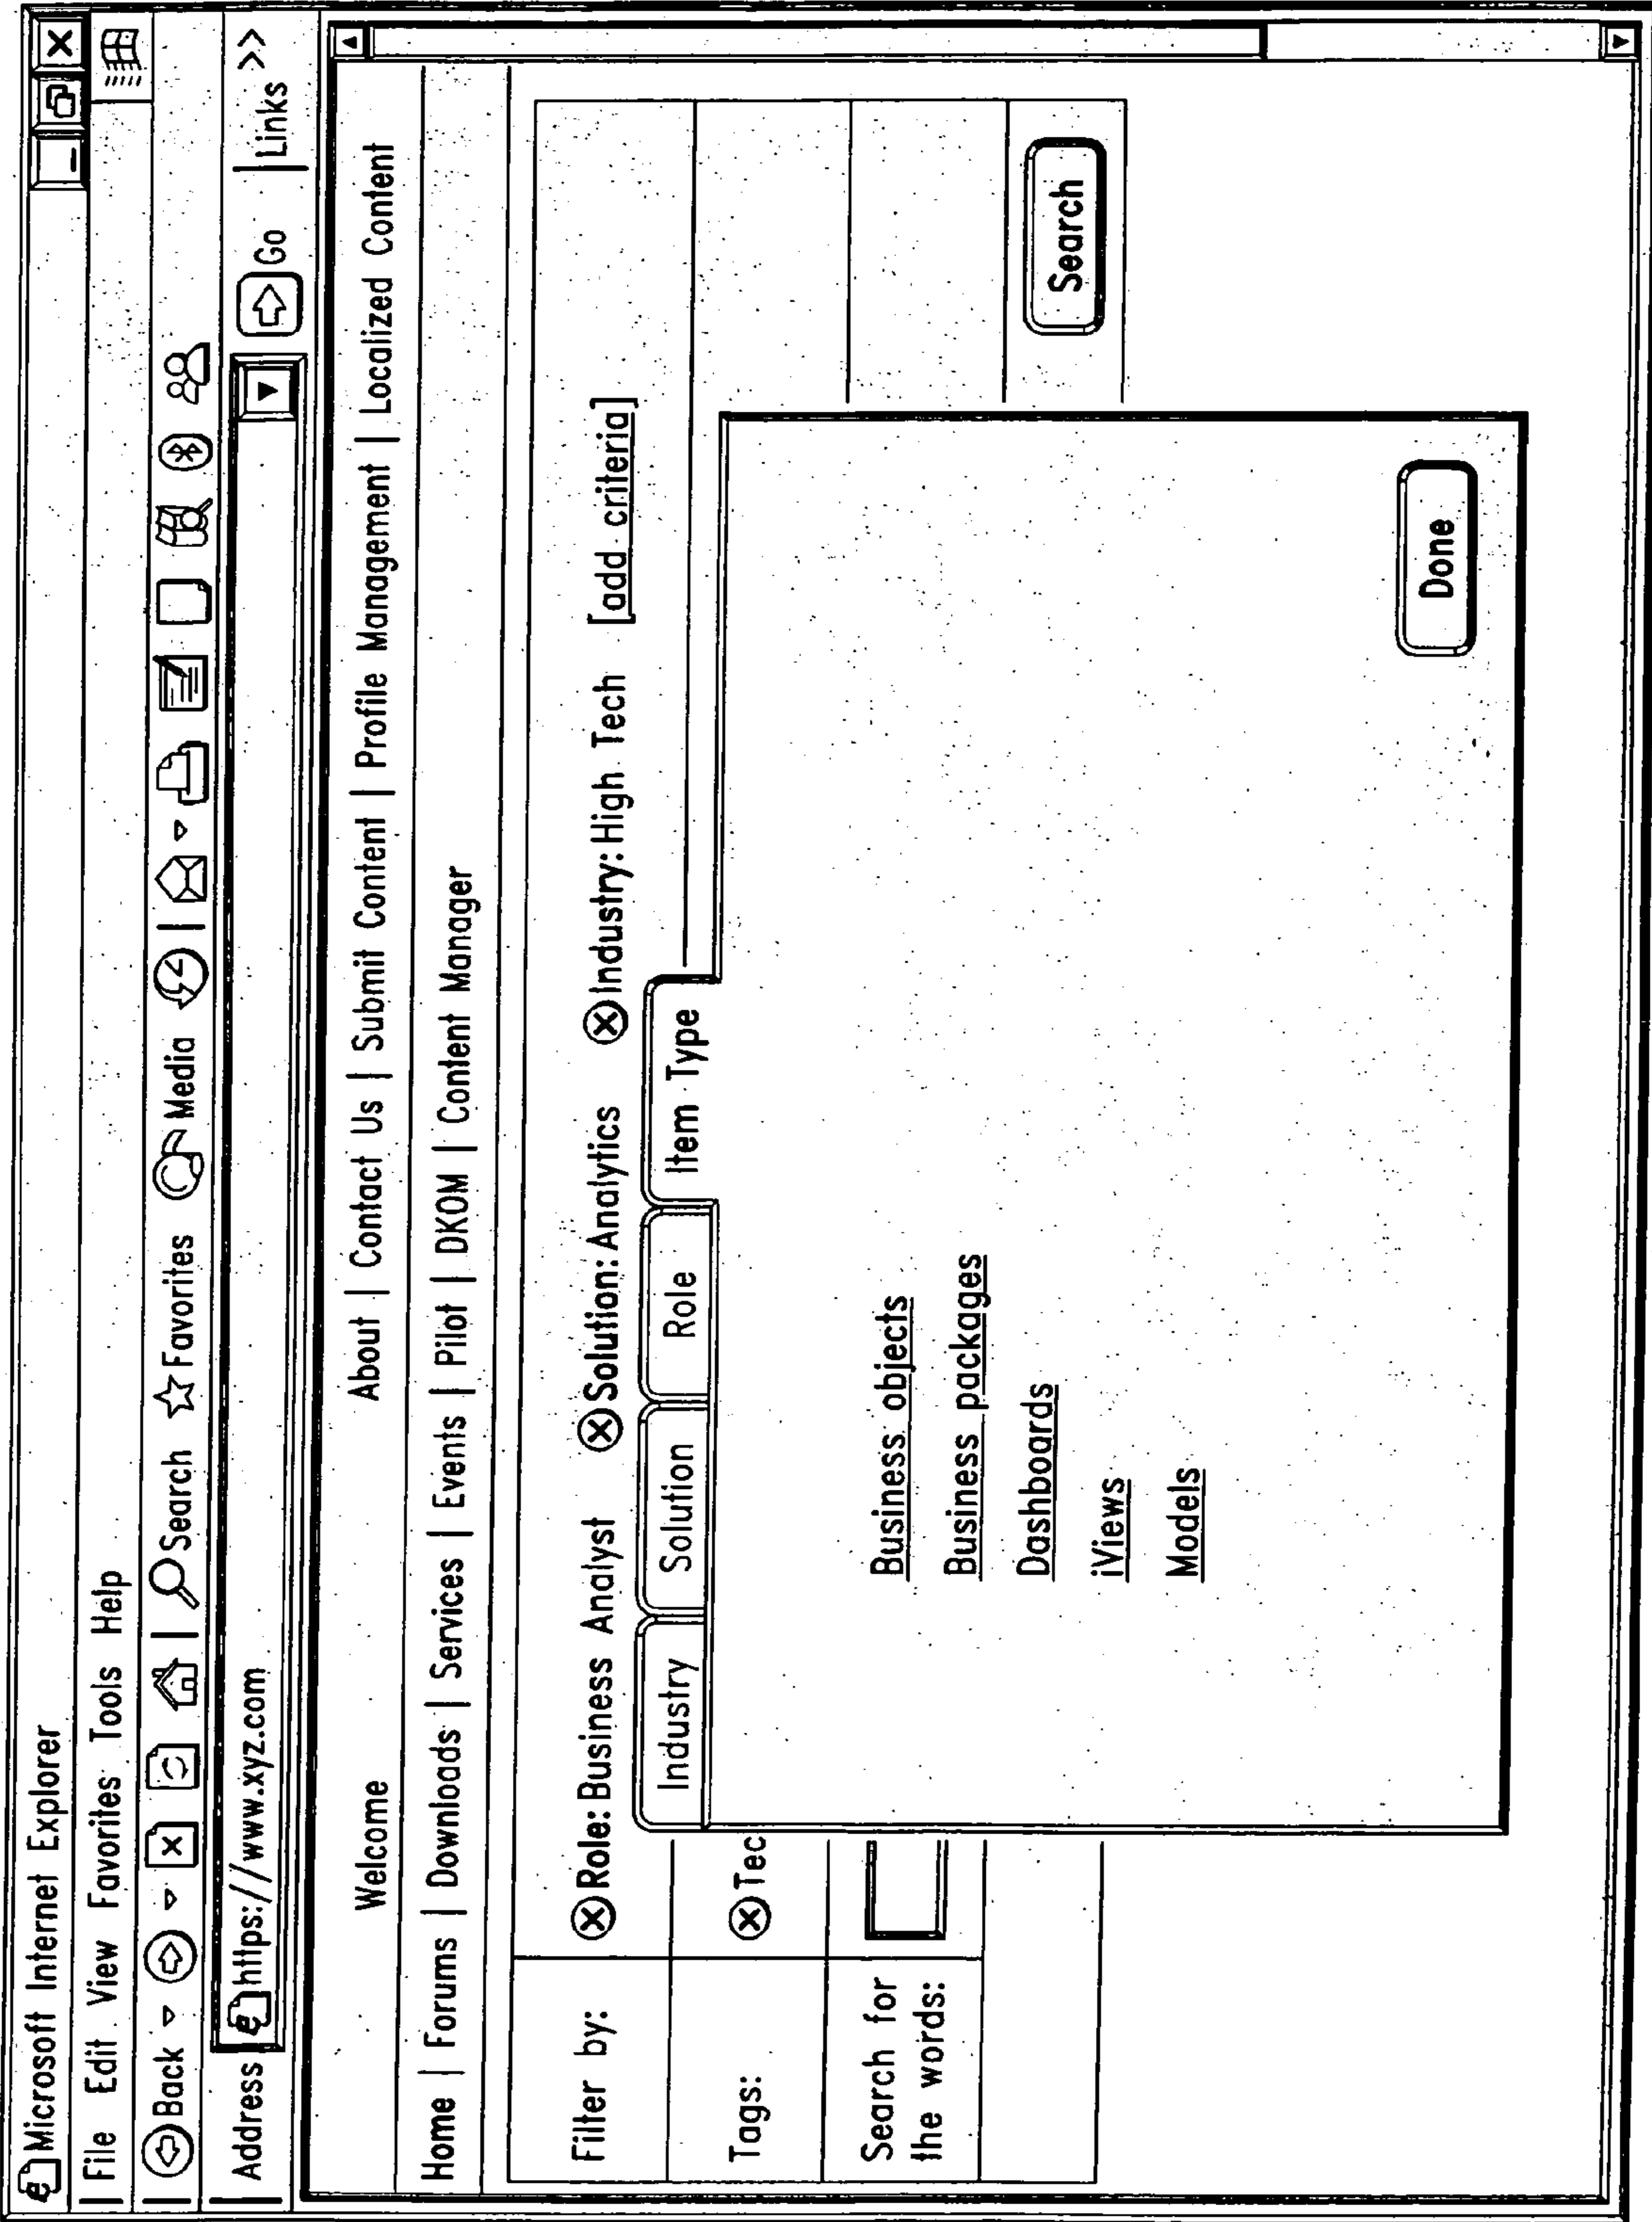 Microsoft Internet Explorer
File Edit View Favorites Tools Help
Back Search Favorites Media
Address https://www.xyz.com Go Links >>
Welcome About | Contact Us | Submit Content | Profile Management | Localized Content
Home | Forums | Downloads | Services | Events | Pilot | DKOM | Content Manager
Filter by: Role: Business Analyst Solution: Analytics Industry: High Tech [add criteria]
Industry Solution Role Item Type
Tags: Tec
Search for
the words:
Business objects
Business packages
Dashboards
iViews
Models
Search
Done